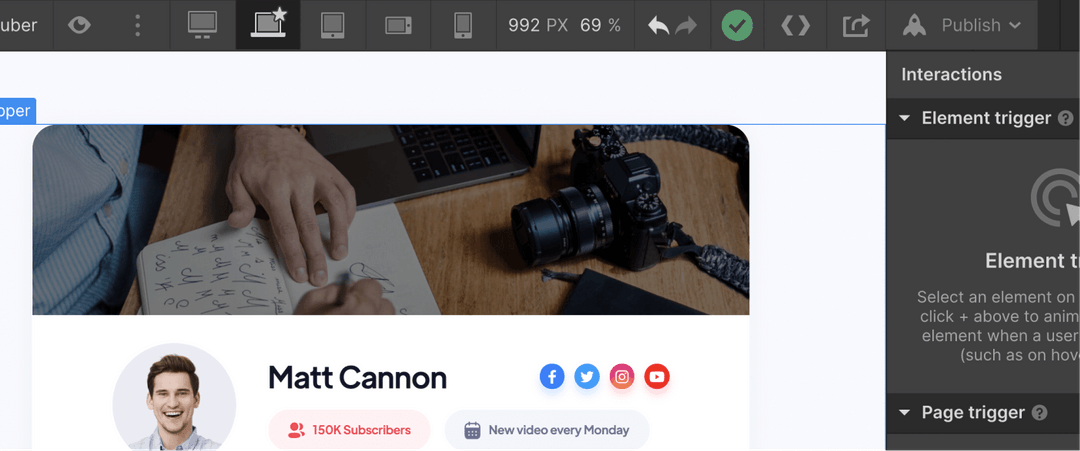 uber
992 PX 69 %
Publish
Interactions
pper
Element trigger ?
Element t
Select an element on
click + above to anim
element when a user
(such as on hov
Matt Cannon
150K Subscribers
New video every Monday
Page trigger ?